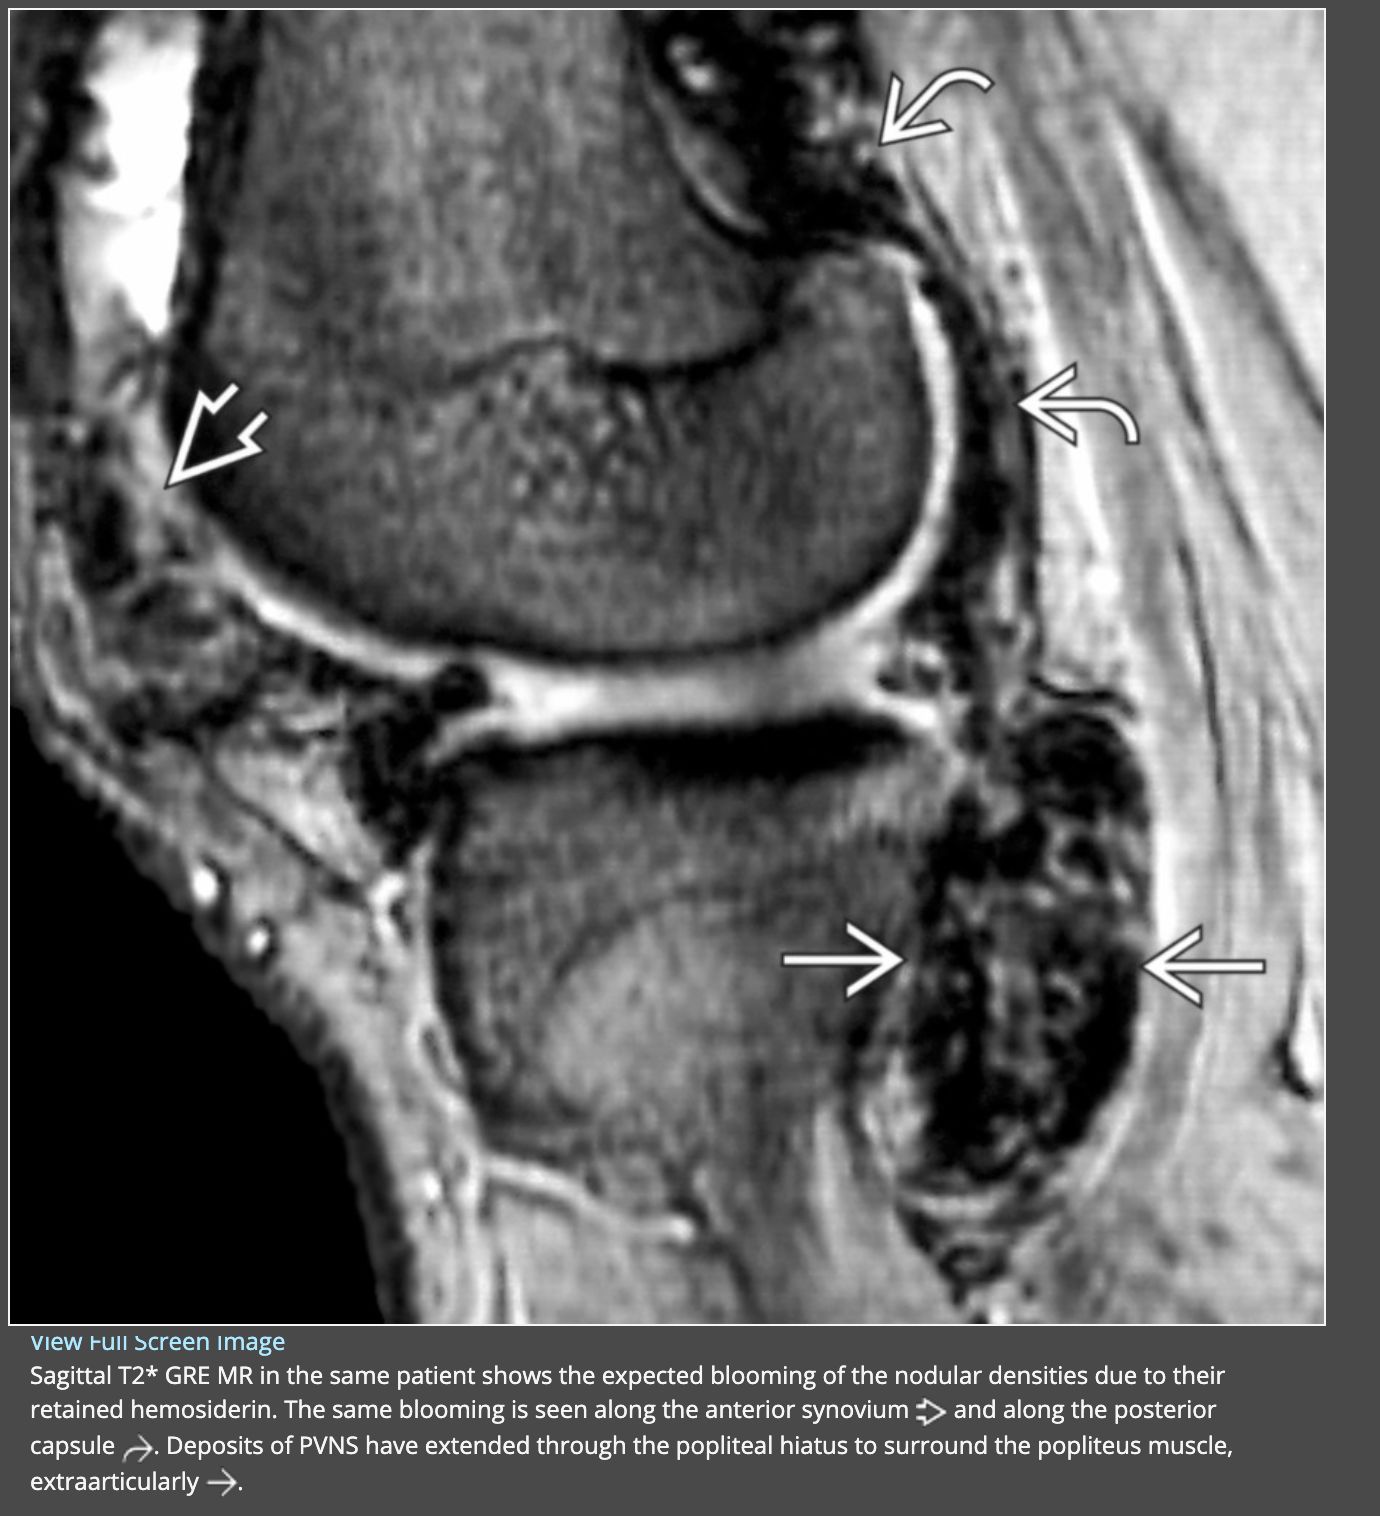 View Full Screen Image
Sagittal T2* GRE MR in the same patient shows the expected blooming of the nodular densities due to their
retained hemosiderin. The same blooming is seen along the anterior synovium and along the posterior
capsule . Deposits of PVNS have extended through the popliteal hiatus to surround the popliteus muscle,
extraarticularly .